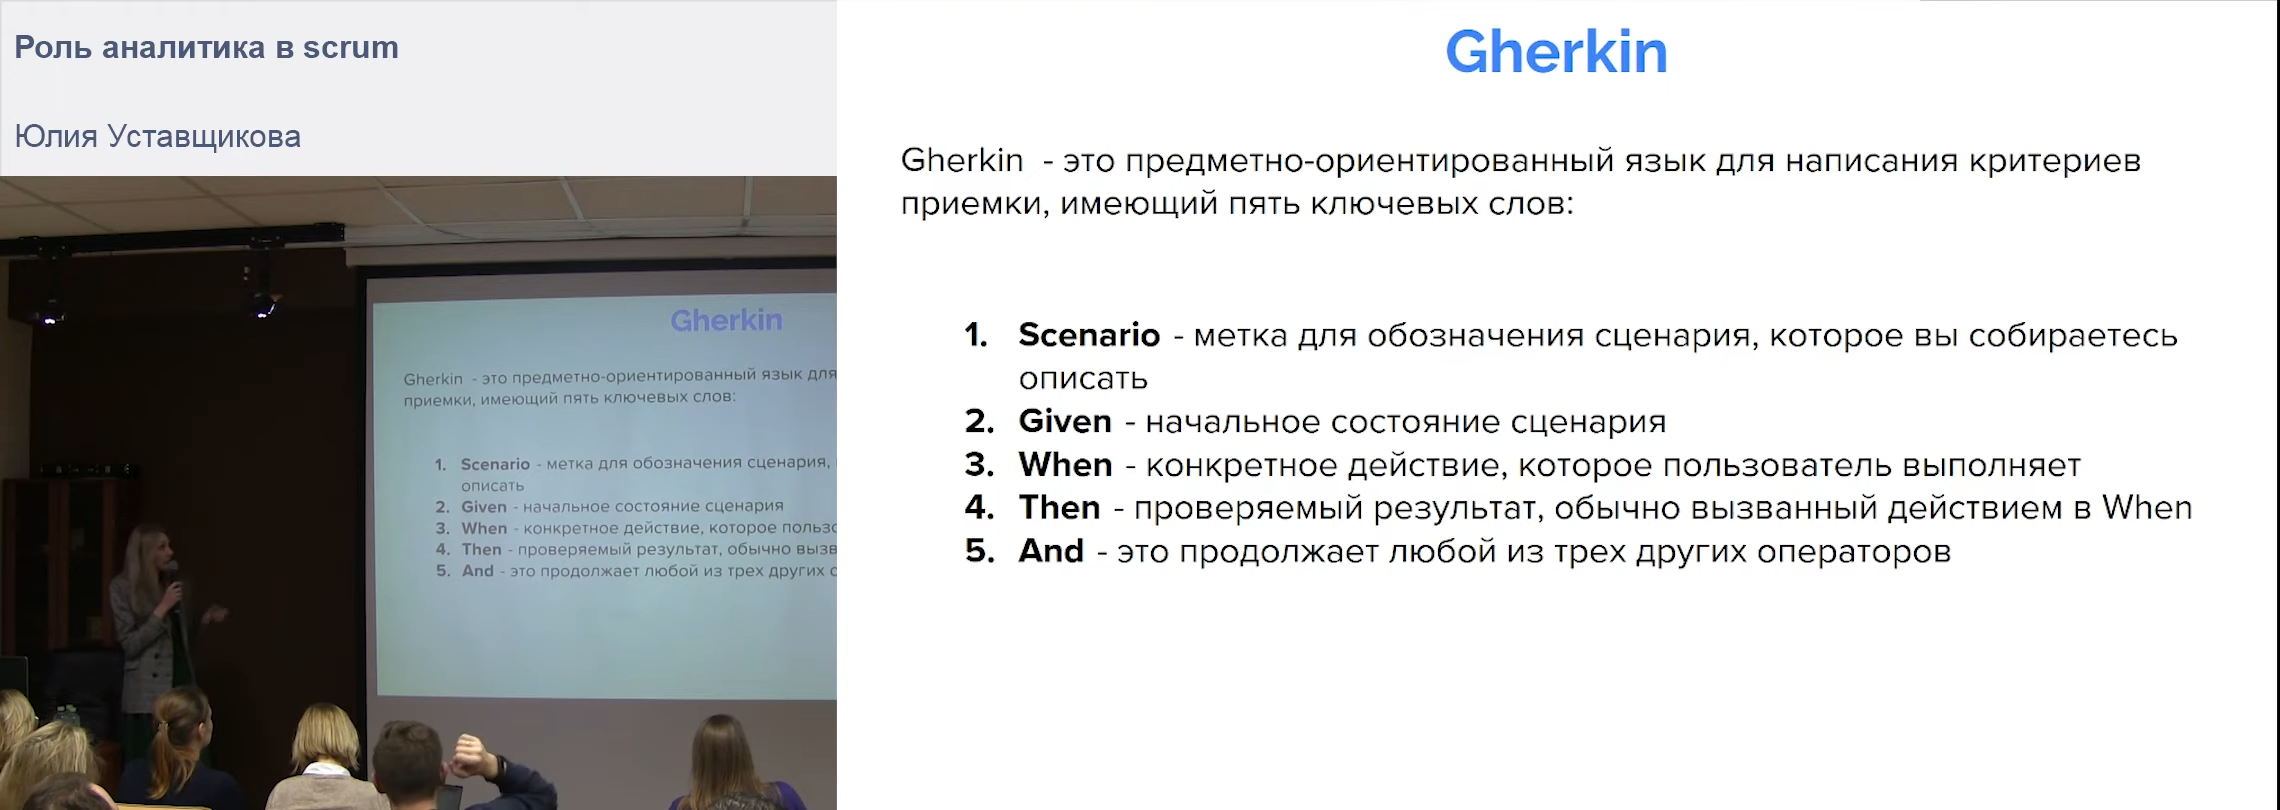 Роль аналитика в scrum
Юлия Уставщикова
Gherkin
Gherkin - это предметно-ориентированный язык для
приемки, имеющий пять ключевых слов:
1. Scenario - метка для обозначения сценария,
описать
2. Given - начальное состояние сценария
3. When - конкретное действие, которое польз
4. Then - проверяемый результат, обычно вызв
5. And - это продолжает любой из трех других
Gherkin
Gherkin - это предметно-ориентированный язык для написания критериев
приемки, имеющий пять ключевых слов:
1. Scenario - метка для обозначения сценария, которое вы собираетесь
описать
2. Given - начальное состояние сценария
3. When - конкретное действие, которое пользователь выполняет
4. Then - проверяемый результат, обычно вызванный действием в When
5. And - это продолжает любой из трех других операторов